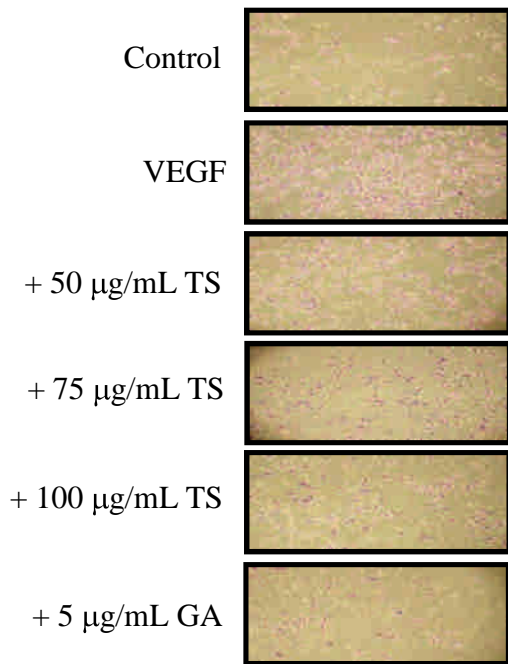 Control
VEGF
+ 50 μg/mL TS
+ 75 μg/mL TS
+ 100 μg/mL TS
+ 5 μg/mL GA